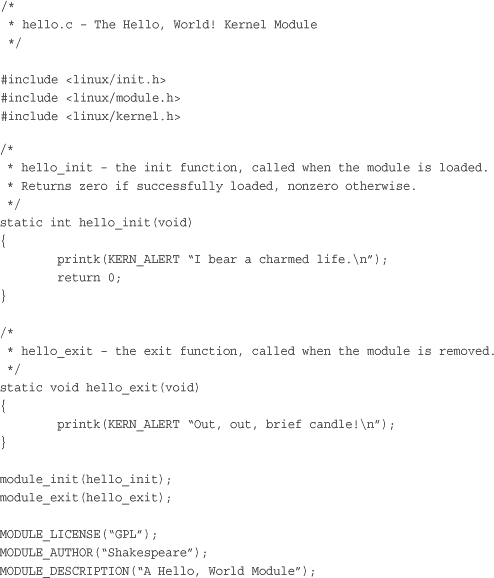 /*
 * hello.c – The Hello, World! Kernel Module
 */

#include <linux/init.h>
#include <linux/module.h>
#include <linux/kernel.h>

/*
 * hello_init – the init function, called when the module is loaded.
 * Returns zero if successfully loaded, nonzero otherwise.
 */
static int hello_init(void)
{
        printk(KERN_ALERT “I bear a charmed life.\n”);
        return 0;
}

/*
 * hello_exit – the exit function, called when the module is removed.
 */
static void hello_exit(void)
{
        printk(KERN_ALERT “Out, out, brief candle!\n”);
}

module_init(hello_init);
module_exit(hello_exit);

MODULE_LICENSE(“GPL”);
MODULE_AUTHOR(“Shakespeare”);
MODULE_DESCRIPTION(“A Hello, World Module”);